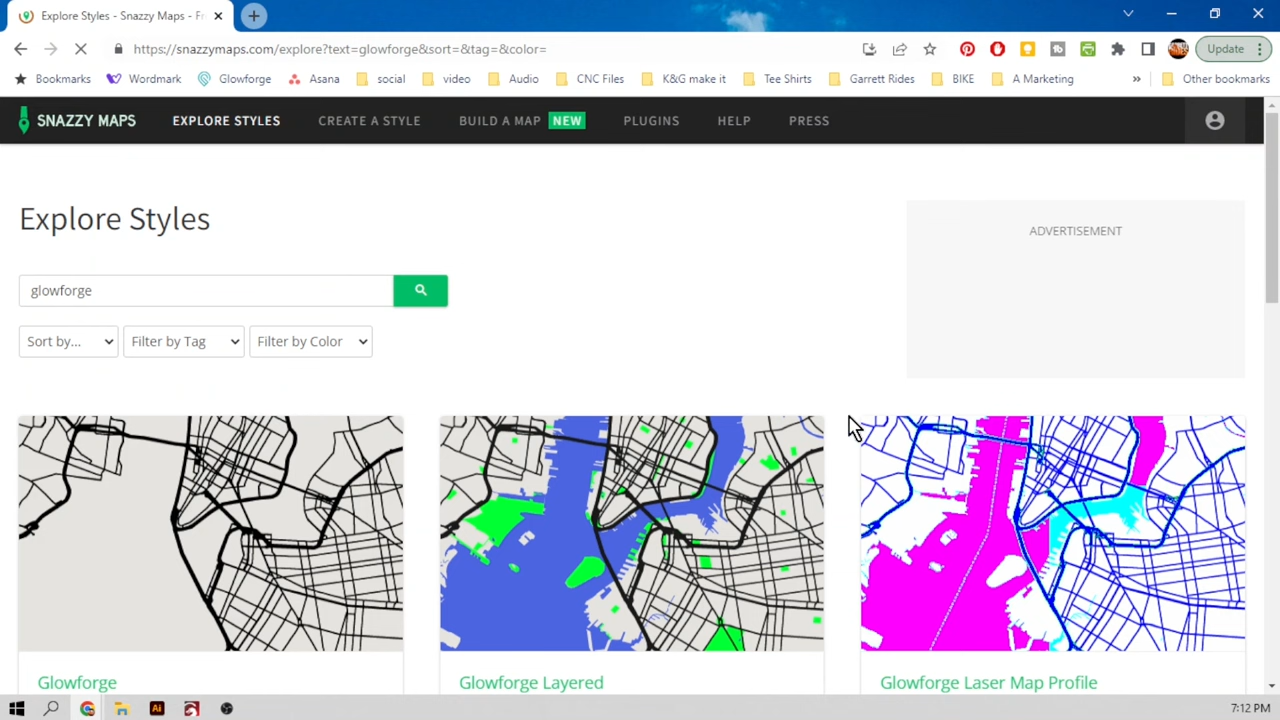 Explore Styles - Snazzy Maps - Fr
https://snazzymaps.com/explore?text=glowforge&sort=&tag=&color=
Update
Bookmarks Wordmark Glowforge Asana social video Audio CNC Files K&G make it Tee Shirts Garrett Rides BIKE A Marketing » Other bookmarks
SNAZZY MAPS EXPLORE STYLES CREATE A STYLE BUILD A MAP NEW PLUGINS HELP PRESS
Explore Styles
ADVERTISEMENT
glowforge
Sort by... Filter by Tag Filter by Color
Glowforge Glowforge Layered Glowforge Laser Map Profile
Ai
7:12 PM